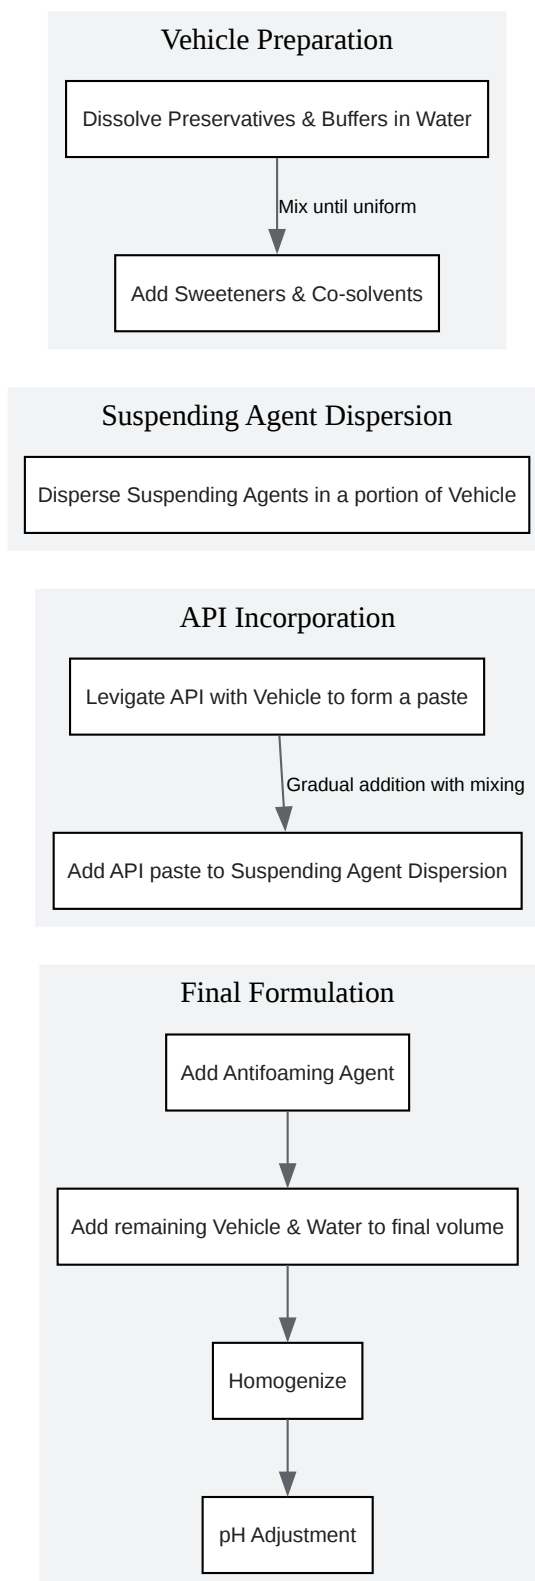 Vehicle Preparation
Dissolve Preservatives & Buffers in Water
Mix until uniform
Add Sweeteners & Co-solvents
Suspending Agent Dispersion
Disperse Suspending Agents in a portion of Vehicle
API Incorporation
Levigate API with Vehicle to form a paste
Gradual addition with mixing
Add API paste to Suspending Agent Dispersion
Final Formulation
Add Antifoaming Agent
Add remaining Vehicle & Water to final volume
Homogenize
pH Adjustment